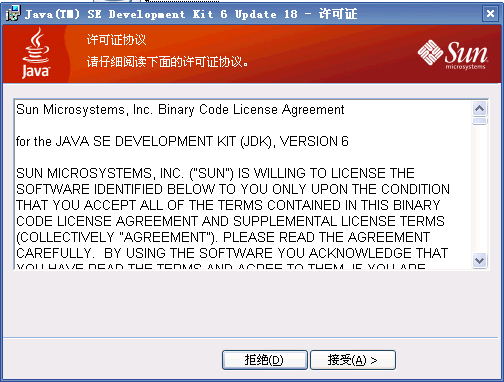 Java(TM) SE Development Kit 6 Update 18 - 许可证
许可证协议
请仔细阅读下面的许可证协议。
Java
Sun
microsystems
Sun Microsystems, Inc. Binary Code License Agreement
for the JAVA SE DEVELOPMENT KIT (JDK), VERSION 6
SUN MICROSYSTEMS, INC. ("SUN") IS WILLING TO LICENSE THE
SOFTWARE IDENTIFIED BELOW TO YOU ONLY UPON THE CONDITION
THAT YOU ACCEPT ALL OF THE TERMS CONTAINED IN THIS BINARY
CODE LICENSE AGREEMENT AND SUPPLEMENTAL LICENSE TERMS
(COLLECTIVELY "AGREEMENT"). PLEASE READ THE AGREEMENT
CAREFULLY.  BY USING THE SOFTWARE YOU ACKNOWLEDGE THAT
YOU HAVE READ THE TERMS AND AGREE TO THEM. IF YOU ARE
拒绝(D)
接受(A) >